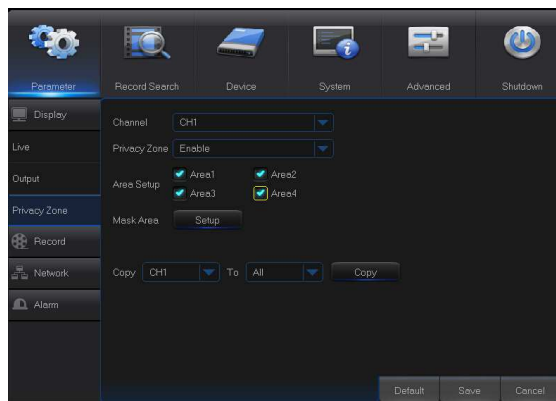 Parameter Record Search Device System Advanced Shutdown
Display
Live
Output
Privacy Zone
Record
Network
Alarm
Channel CH1
Privacy Zone Enable
Area Setup Area1 Area2
Area3 Area4
Mask Area Setup
Copy CH1 To All Copy
Default Save Cancel